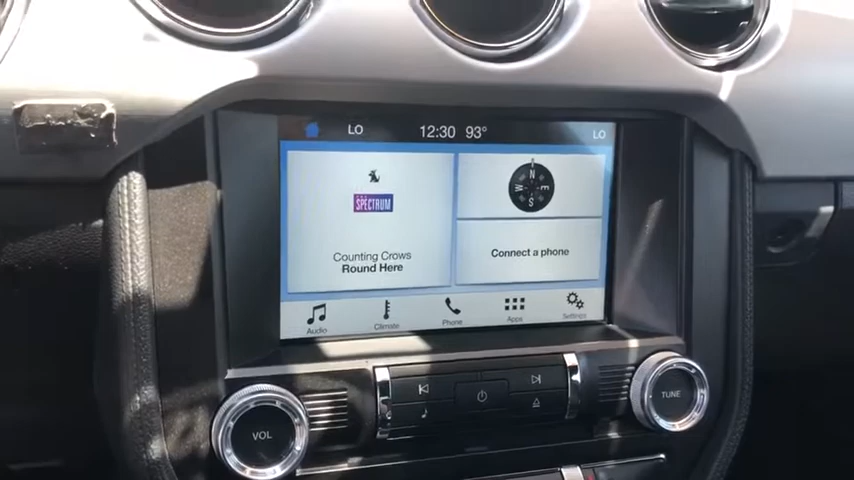 LO
12:30 93°
LO
SPECTRUM
N
W E
S
Counting Crows
Round Here
Connect a phone
Audio
Climate
Phone
Apps
Settings
VOL
TUNE